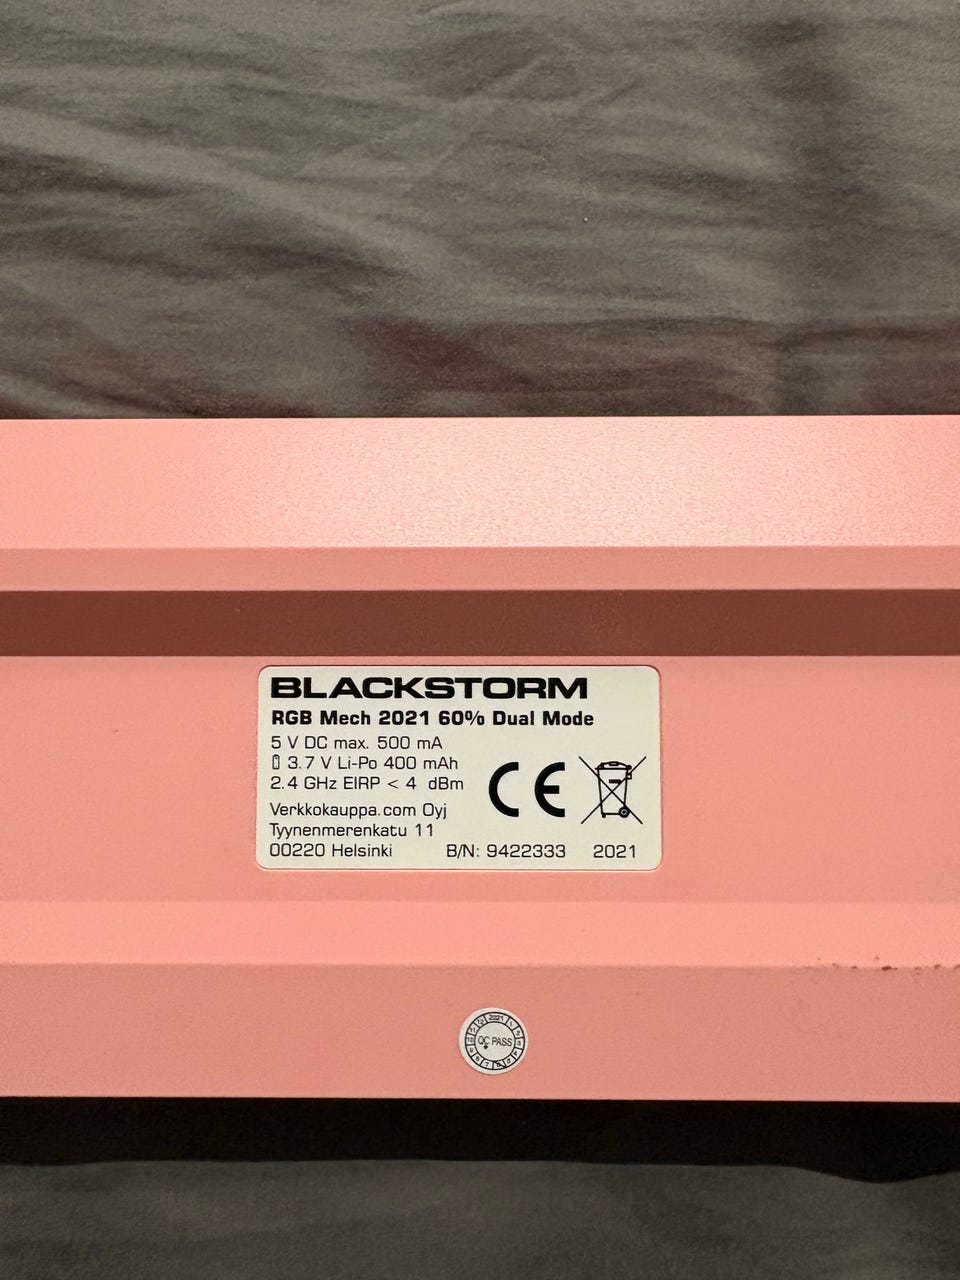 BLACKSTORM
RGB Mech 2021 60% Dual Mode
5 V DC max. 500 mA
3.7 V Li-Po 400 mAh
2.4 GHz EIRP < 4 dBm
CE
Verkkokauppa.com Oyj
Tyynenmerenkatu 11
00220 Helsinki B/N: 9422333 2021
2021
QC PASS